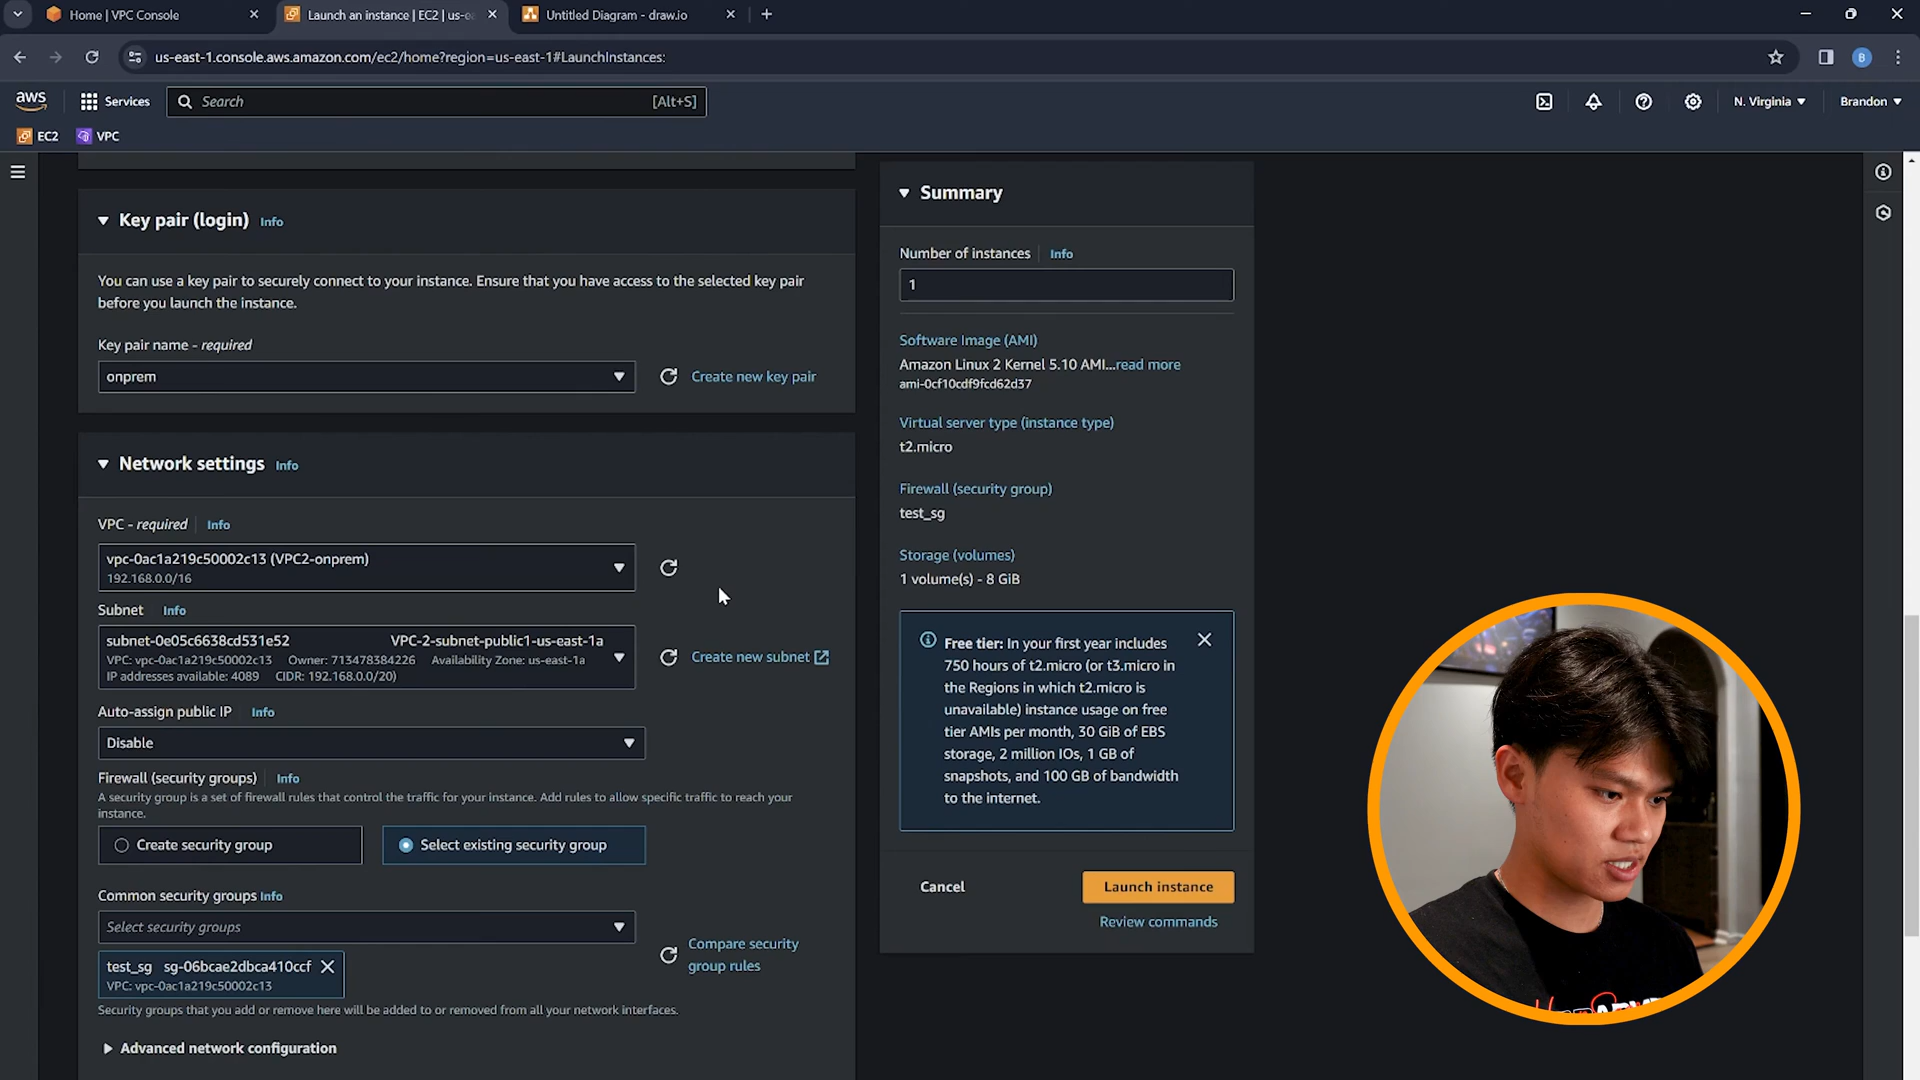 Home | VPC Console
Launch an instance | EC2 | us-e
Untitled Diagram - draw.io
us-east-1.console.aws.amazon.com/ec2/home?region=us-east-1#LaunchInstances:
B
aws
Services
Search
[Alt+S]
N. Virginia
Brandon
EC2
VPC
Key pair (login) Info
You can use a key pair to securely connect to your instance. Ensure that you have access to the selected key pair
before you launch the instance.
Key pair name - required
onprem
Create new key pair
Network settings Info
VPC - required Info
vpc-0ac1a219c50002c13 (VPC2-onprem)
192.168.0.0/16
Subnet Info
subnet-0e05c6638cd531e52 VPC-2-subnet-public1-us-east-1a
VPC: vpc-0ac1a219c50002c13 Owner: 713478384226 Availability Zone: us-east-1a
IP addresses available: 4089 CIDR: 192.168.0.0/20)
Create new subnet
Auto-assign public IP Info
Disable
Firewall (security groups) Info
A security group is a set of firewall rules that control the traffic for your instance. Add rules to allow specific traffic to reach your
instance.
Create security group
Select existing security group
Common security groups Info
Select security groups
Compare security
group rules
test_sg sg-06bcae2dbca410ccf
VPC: vpc-0ac1a219c50002c13
Security groups that you add or remove here will be added to or removed from all your network interfaces.
Advanced network configuration
Summary
Number of instances Info
1
Software Image (AMI)
Amazon Linux 2 Kernel 5.10 AMI...read more
ami-0cf10cdf9fcd62d37
Virtual server type (instance type)
t2.micro
Firewall (security group)
test_sg
Storage (volumes)
1 volume(s) - 8 GiB
Free tier: In your first year includes
750 hours of t2.micro (or t3.micro in
the Regions in which t2.micro is
unavailable) instance usage on free
tier AMIs per month, 30 GiB of EBS
storage, 2 million IOs, 1 GB of
snapshots, and 100 GB of bandwidth
to the internet.
Cancel
Launch instance
Review commands